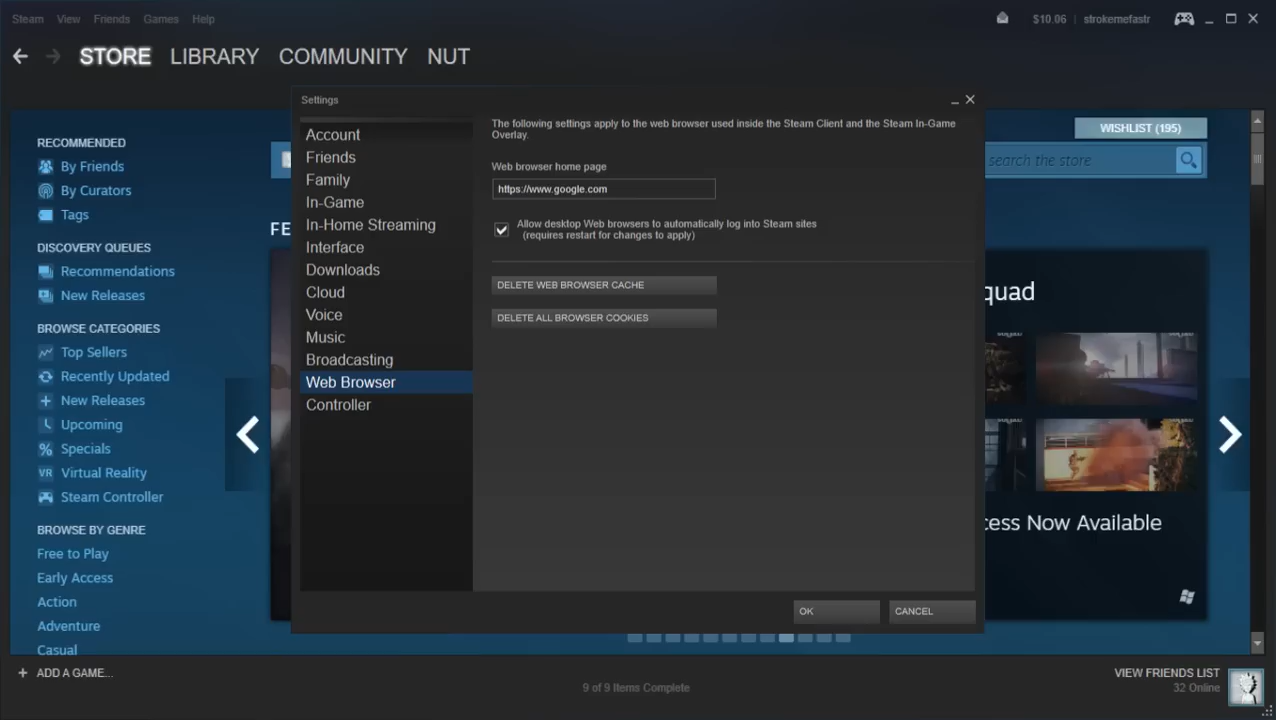 Steam View Friends Games Help
$10.06 | strokemefastr
STORE LIBRARY COMMUNITY NUT
Settings
Account
Friends
Family
In-Game
In-Home Streaming
Interface
Downloads
Cloud
Voice
Music
Broadcasting
Web Browser
Controller
The following settings apply to the web browser used inside the Steam Client and the Steam In-Game
Overlay.
Web browser home page
https://www.google.com
Allow desktop Web browsers to automatically log into Steam sites
(requires restart for changes to apply)
DELETE WEB BROWSER CACHE
DELETE ALL BROWSER COOKIES
OK CANCEL
RECOMMENDED
By Friends
By Curators
Tags
DISCOVERY QUEUES
Recommendations
New Releases
BROWSE CATEGORIES
Top Sellers
Recently Updated
New Releases
Upcoming
Specials
VR Virtual Reality
Steam Controller
BROWSE BY GENRE
Free to Play
Early Access
Action
Adventure
Casual
FE
WISHLIST (195)
search the store
quad
cess Now Available
+ ADD A GAME...
9 of 9 Items Complete
VIEW FRIENDS LIST
32 Online